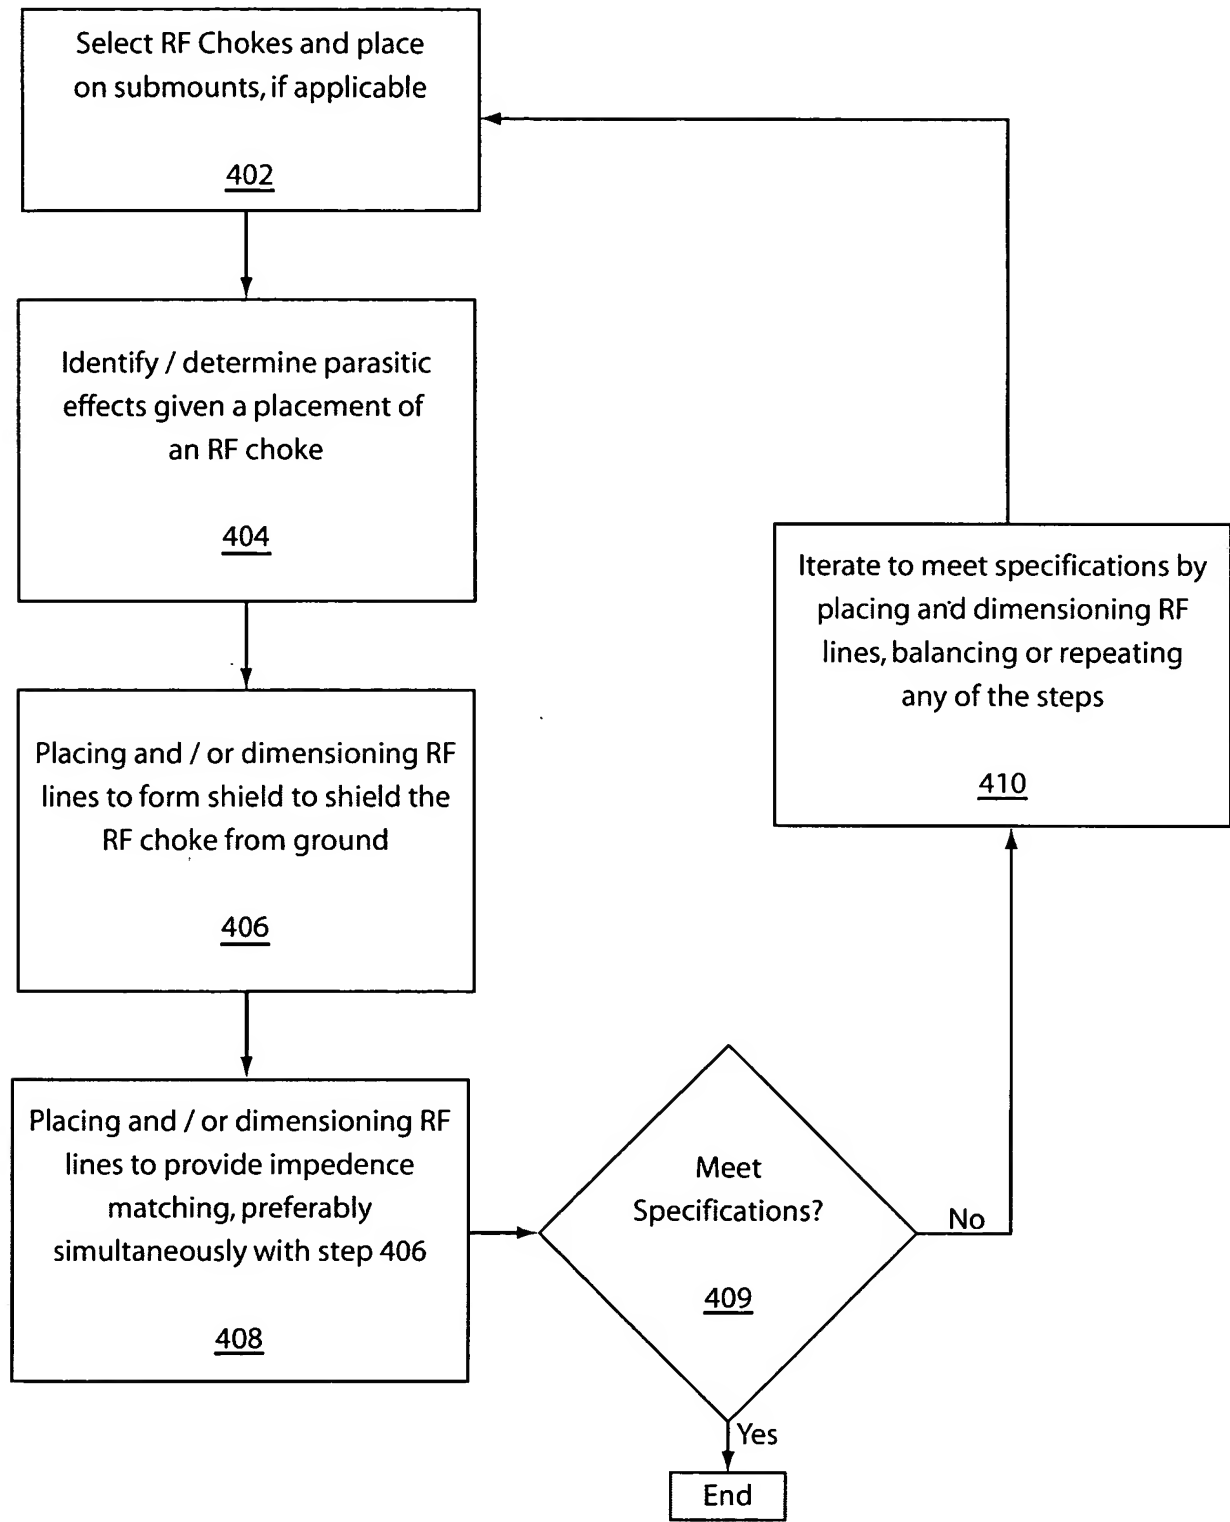 Select RF Chokes and place
on submounts, if applicable
402
Identify / determine parasitic
effects given a placement of
an RF choke
404
Placing and / or dimensioning RF
lines to form shield to shield the
RF choke from ground
406
Placing and / or dimensioning RF
lines to provide impedence
matching, preferably
simultaneously with step 406
408
Meet
Specifications?
409
No
Yes
End
Iterate to meet specifications by
placing and dimensioning RF
lines, balancing or repeating
any of the steps
410